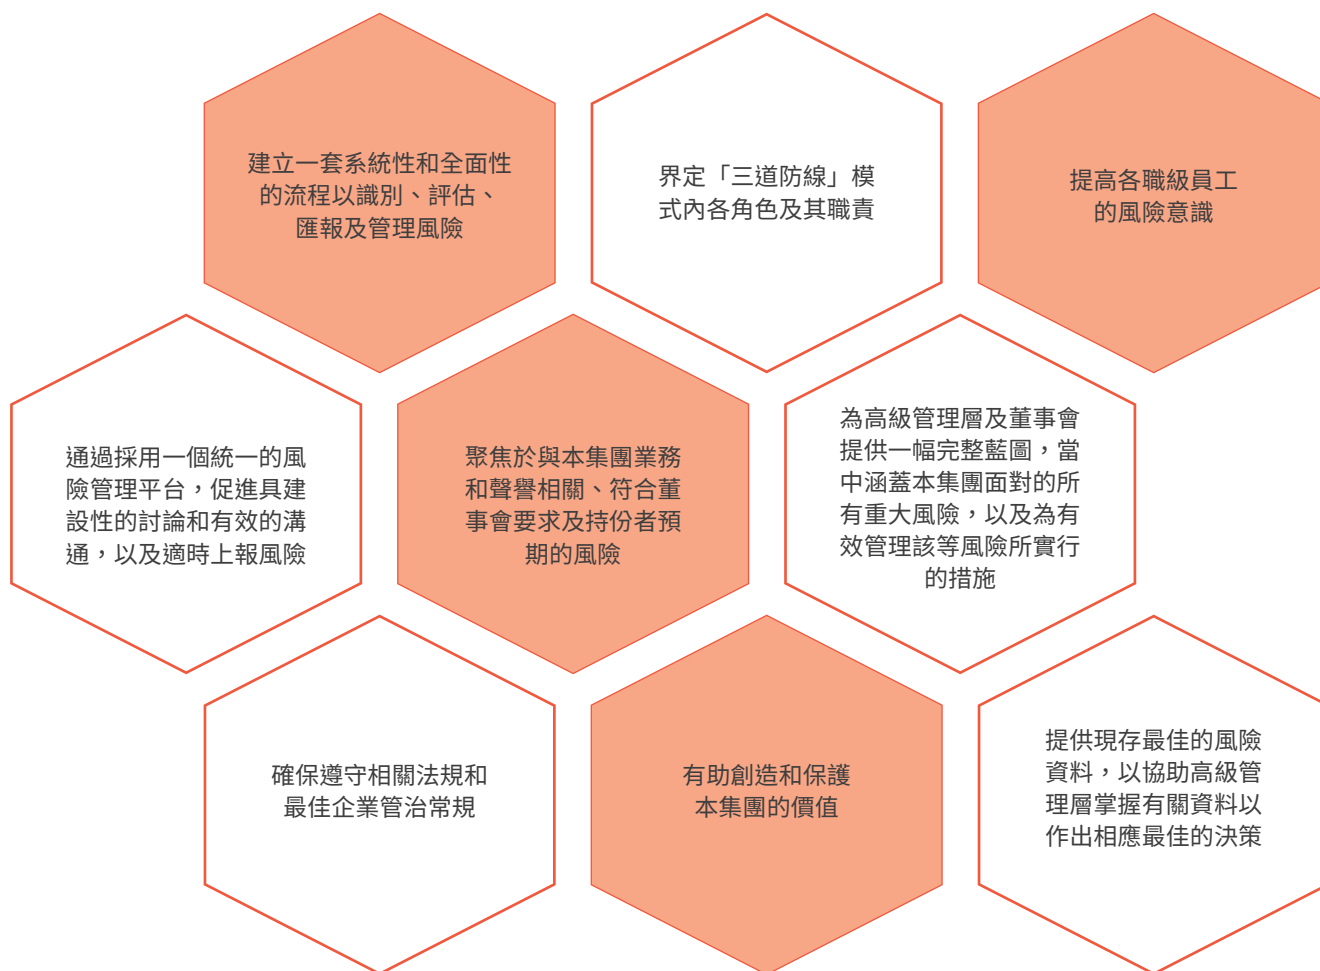 建立一套系統性和全面性
的流程以識別、評估、
匯報及管理風險
界定「三道防線」模
式內各角色及其職責
提高各職級員工
的風險意識
通過採用一個統一的風
險管理平台，促進具建
設性的討論和有效的溝
通，以及適時上報風險
聚焦於與本集團業務
和聲譽相關、符合董
事會要求及持份者預
期的風險
為高級管理層及董事會
提供一幅完整藍圖，當
中涵蓋本集團面對的所
有重大風險，以及為有
效管理該等風險所實行
的措施
確保遵守相關法規和
最佳企業管治常規
有助創造和保護
本集團的價值
提供現存最佳的風險
資料，以協助高級管
理層掌握有關資料以
作出相應最佳的決策